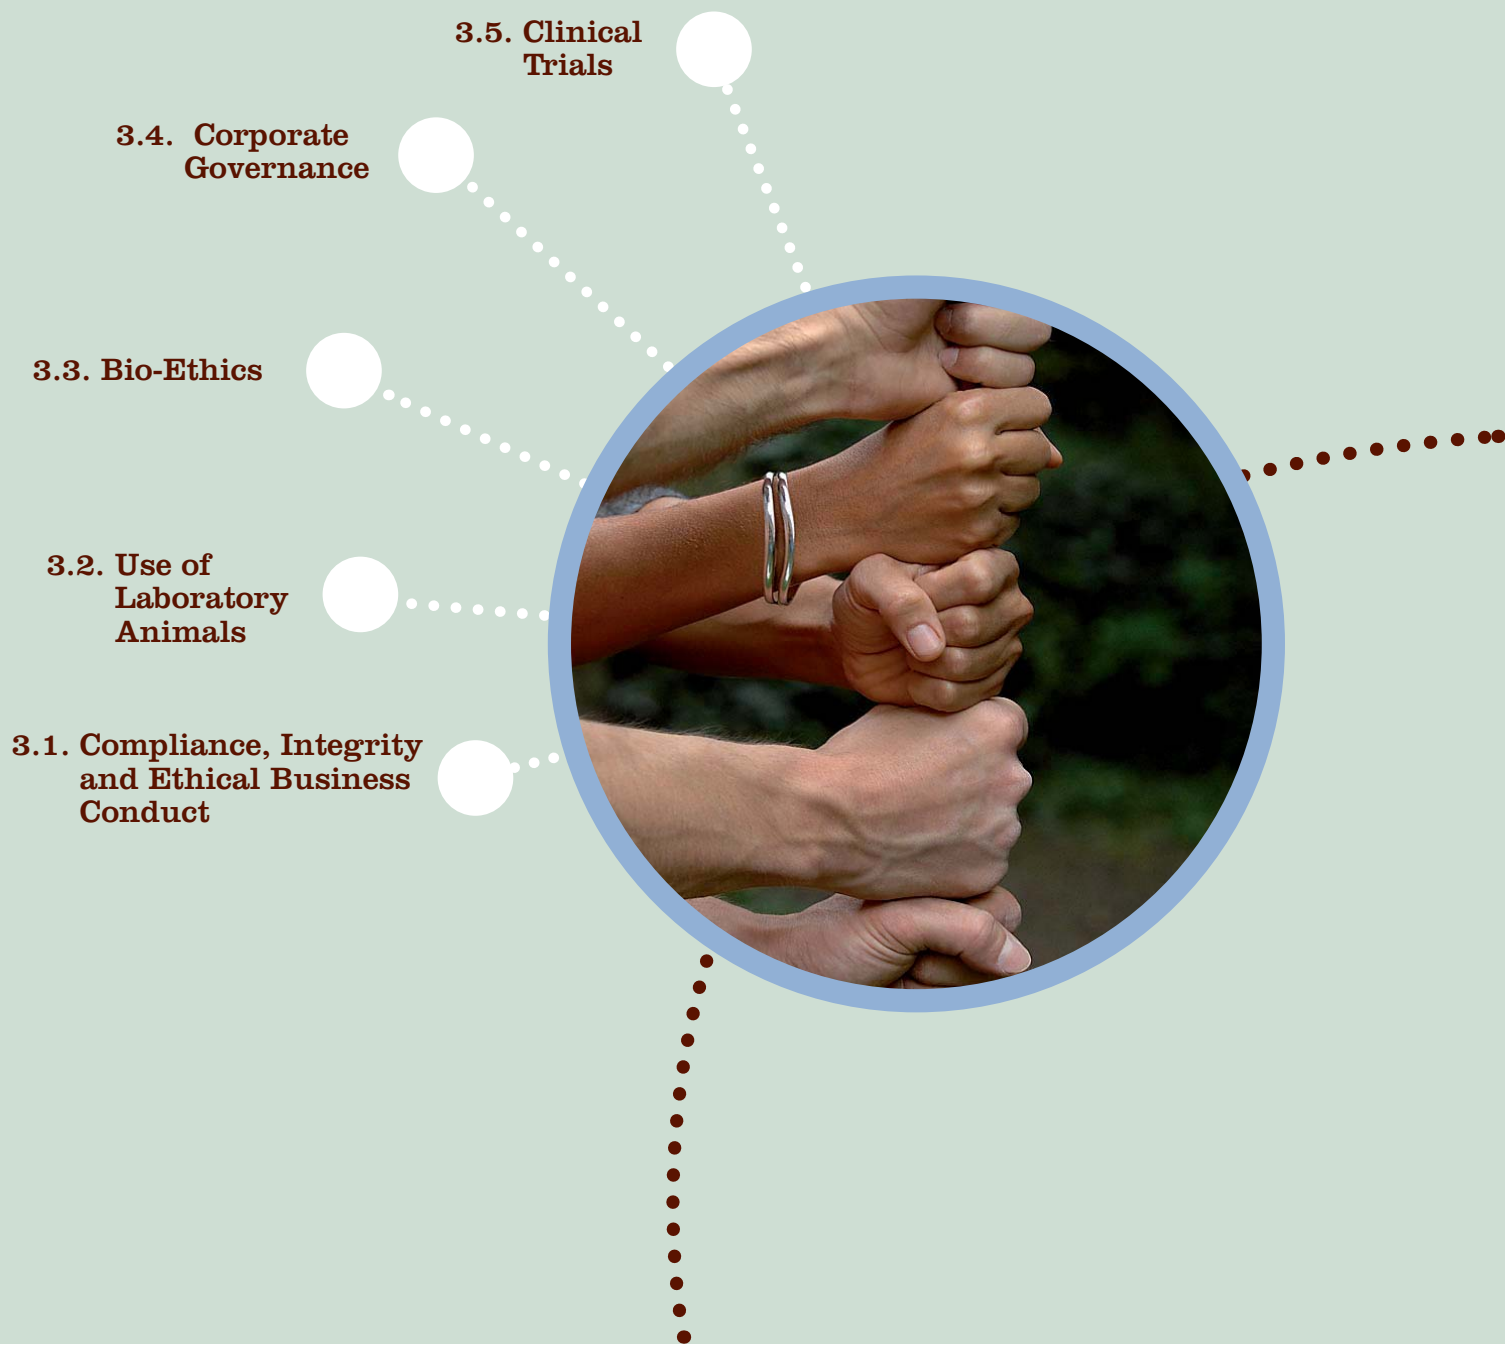 3.5. Clinical
Trials
3.4. Corporate
Governance
3.3. Bio-Ethics
3.2. Use of
Laboratory
Animals
3.1. Compliance, Integrity
and Ethical Business
Conduct